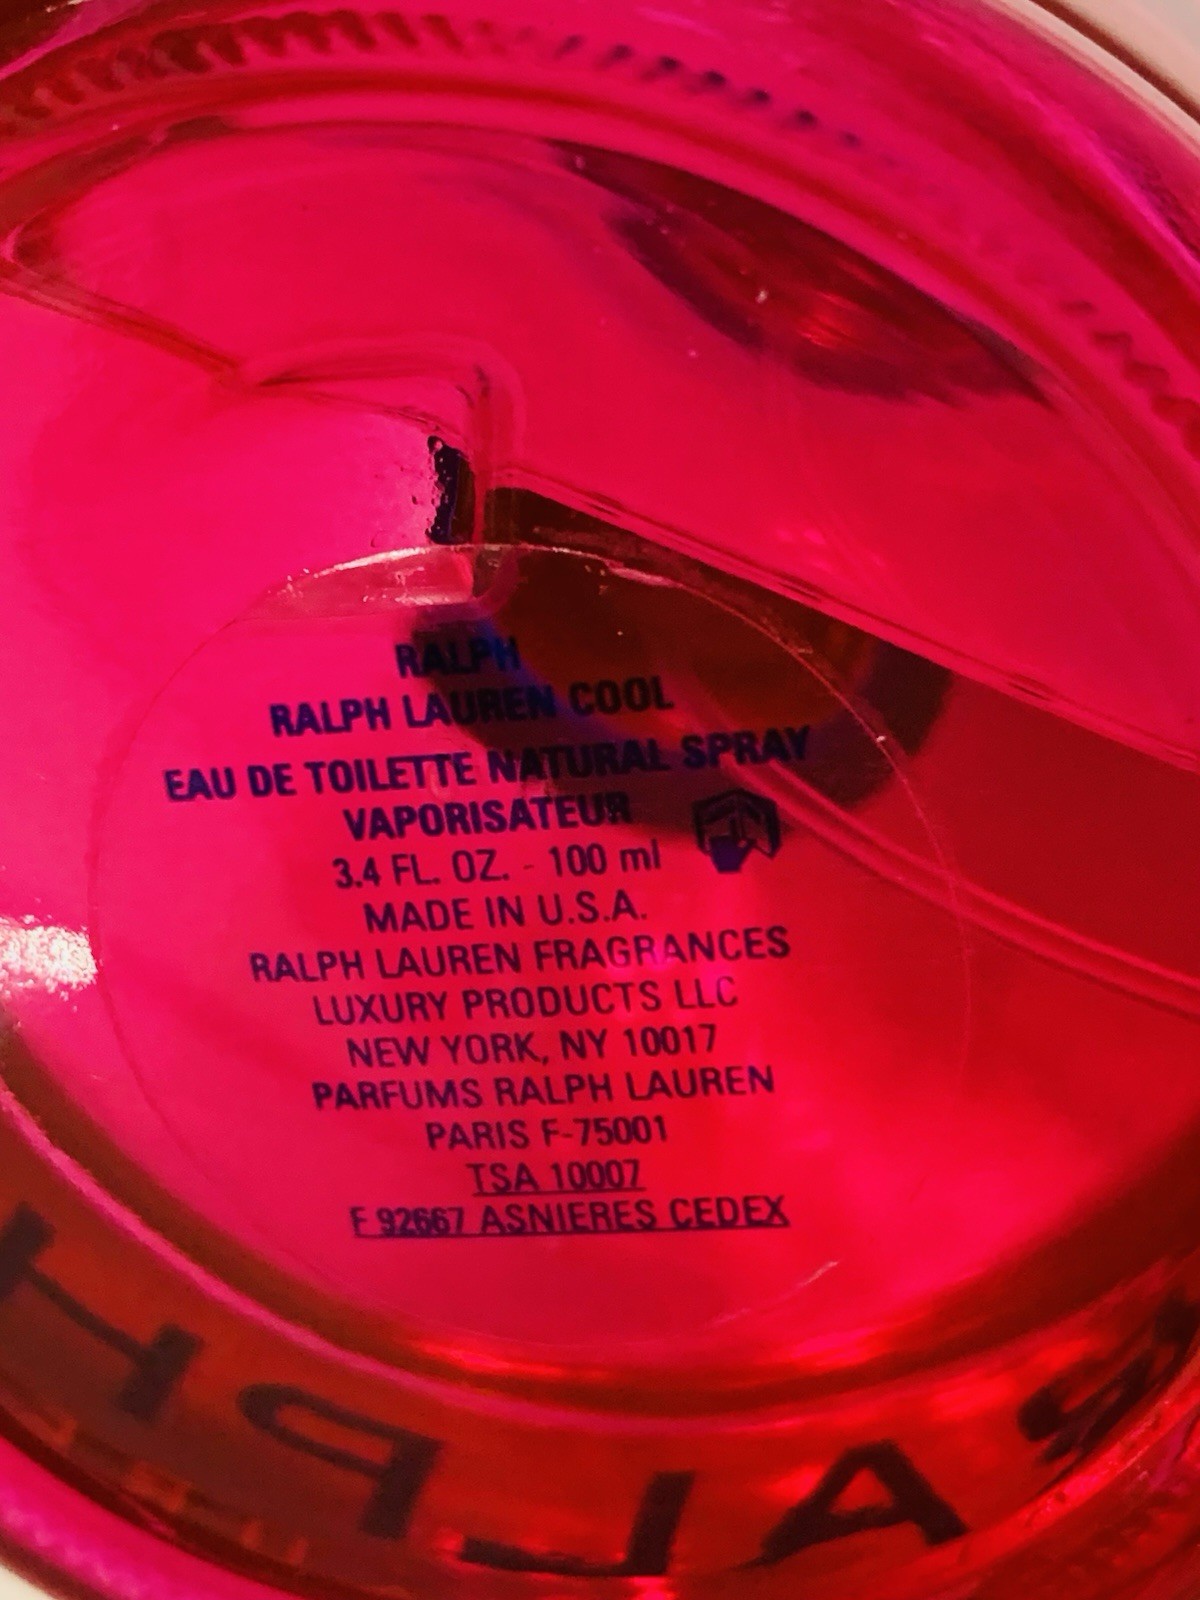 RALPH
RALPH LAUREN COOL
EAU DE TOILETTE NATURAL SPRAY
VAPORISATEUR
3.4 FL. OZ. - 100 ml
MADE IN U.S.A.
RALPH LAUREN FRAGRANCES
LUXURY PRODUCTS LLC
NEW YORK, NY 10017
PARFUMS RALPH LAUREN
PARIS F-75001
TSA 10007
F 92667 ASNIERES CEDEX
RALPH